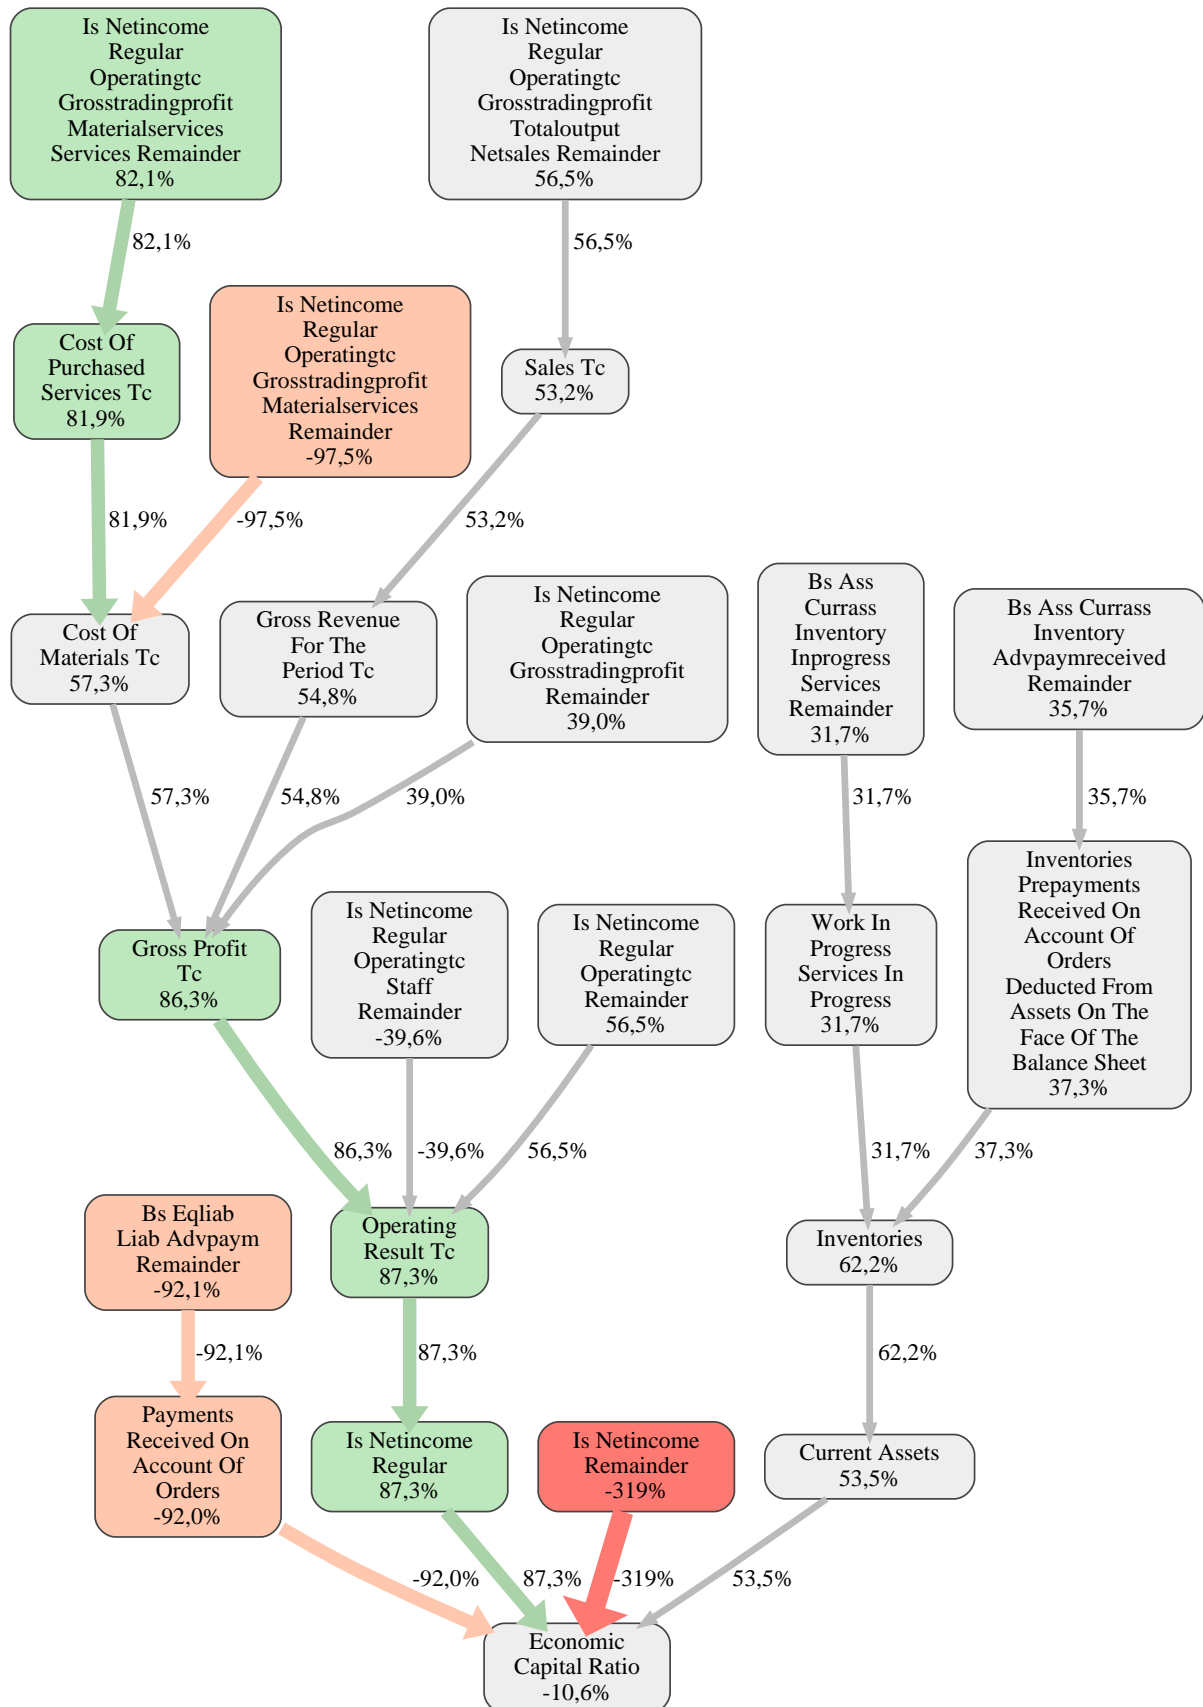 Is Netincome
Regular
Operatingtc
Grosstradingprofit
Materialservices
Services Remainder
82,1%
Is Netincome
Regular
Operatingtc
Grosstradingprofit
Totaloutput
Netsales Remainder
56,5%
82,1%
56,5%
Cost Of
Purchased
Services Tc
81,9%
Is Netincome
Regular
Operatingtc
Grosstradingprofit
Materialservices
Remainder
-97,5%
Sales Tc
53,2%
81,9%
-97,5%
53,2%
Cost Of
Materials Tc
57,3%
Gross Revenue
For The
Period Tc
54,8%
Is Netincome
Regular
Operatingtc
Grosstradingprofit
Remainder
39,0%
Bs Ass
Currass
Inventory
Inprogress
Services
Remainder
31,7%
Bs Ass Currass
Inventory
Advpaymreceived
Remainder
35,7%
57,3%
54,8%
39,0%
31,7%
35,7%
Gross Profit
Tc
86,3%
Is Netincome
Regular
Operatingtc
Staff
Remainder
-39,6%
Is Netincome
Regular
Operatingtc
Remainder
56,5%
Work In
Progress
Services In
Progress
31,7%
Inventories
Prepayments
Received On
Account Of
Orders
Deducted From
Assets On The
Face Of The
Balance Sheet
37,3%
86,3%
-39,6%
56,5%
31,7%
37,3%
Bs Eqliab
Liab Advpaym
Remainder
-92,1%
Operating
Result Tc
87,3%
Inventories
62,2%
-92,1%
87,3%
62,2%
Payments
Received On
Account Of
Orders
-92,0%
Is Netincome
Regular
87,3%
Is Netincome
Remainder
-319%
Current Assets
53,5%
-92,0%
87,3%
-319%
53,5%
Economic
Capital Ratio
-10,6%